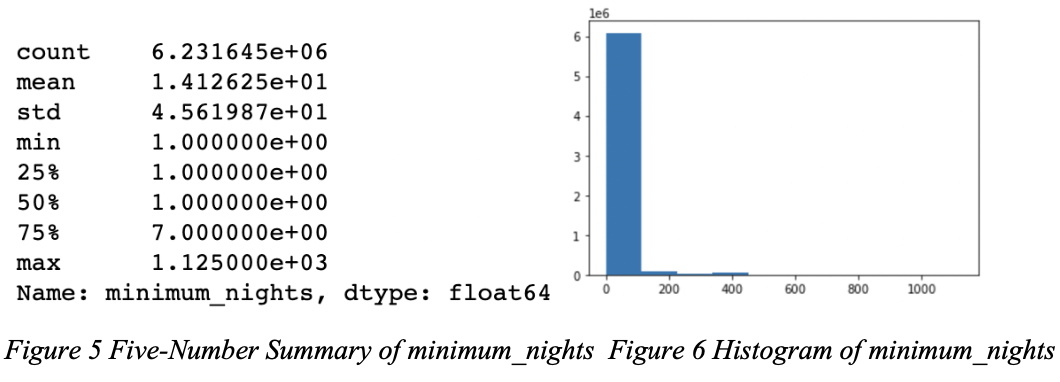 count 6.231645e+06
mean 1.412625e+01
std 4.561987e+01
min 1.000000e+00
25% 1.000000e+00
50% 1.000000e+00
75% 7.000000e+00
max 1.125000e+03
Name: minimum_nights, dtype: float64
1e6
6
5
4
3
2
1
0
0 200 400 600 800 1000
Figure 5 Five-Number Summary of minimum_nights Figure 6 Histogram of minimum_nights